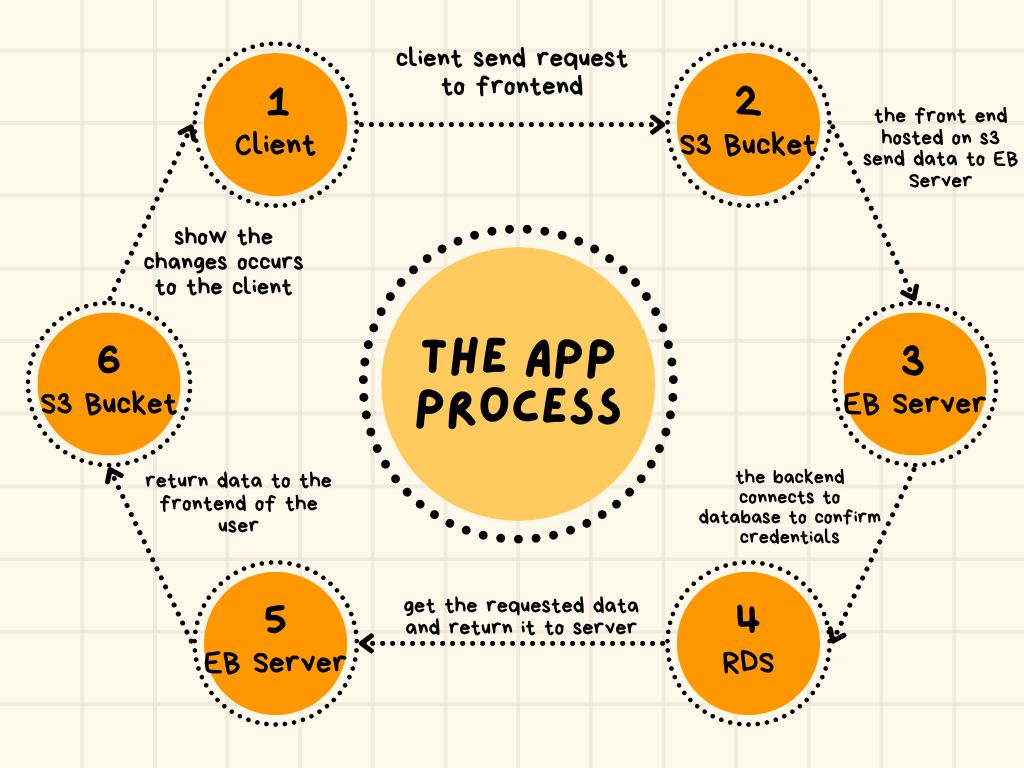 1
Client
client send request
to frontend
2
S3 Bucket
the front end
hosted on s3
send data to EB
Server
3
EB Server
the backend
connects to
database to confirm
credentials
4
RDS
get the requested data
and return it to server
5
EB Server
return data to the
frontend of the
user
6
S3 Bucket
show the
changes occurs
to the client
THE APP
PROCESS